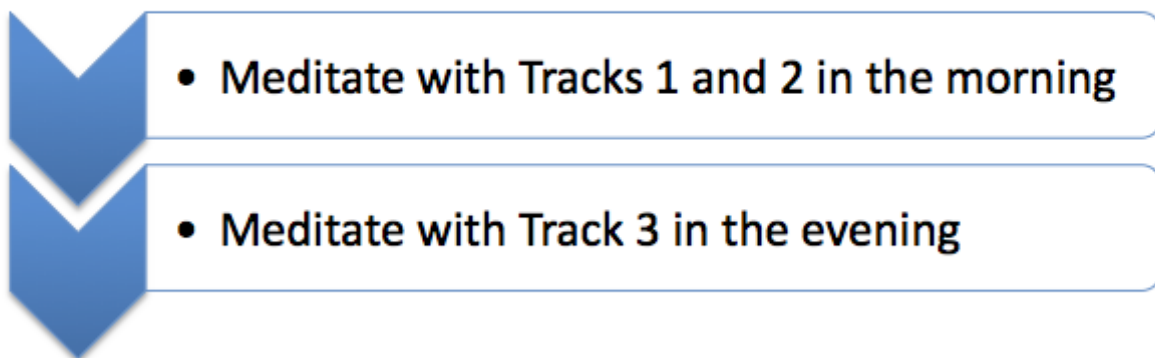 • Meditate with Tracks 1 and 2 in the morning
• Meditate with Track 3 in the evening